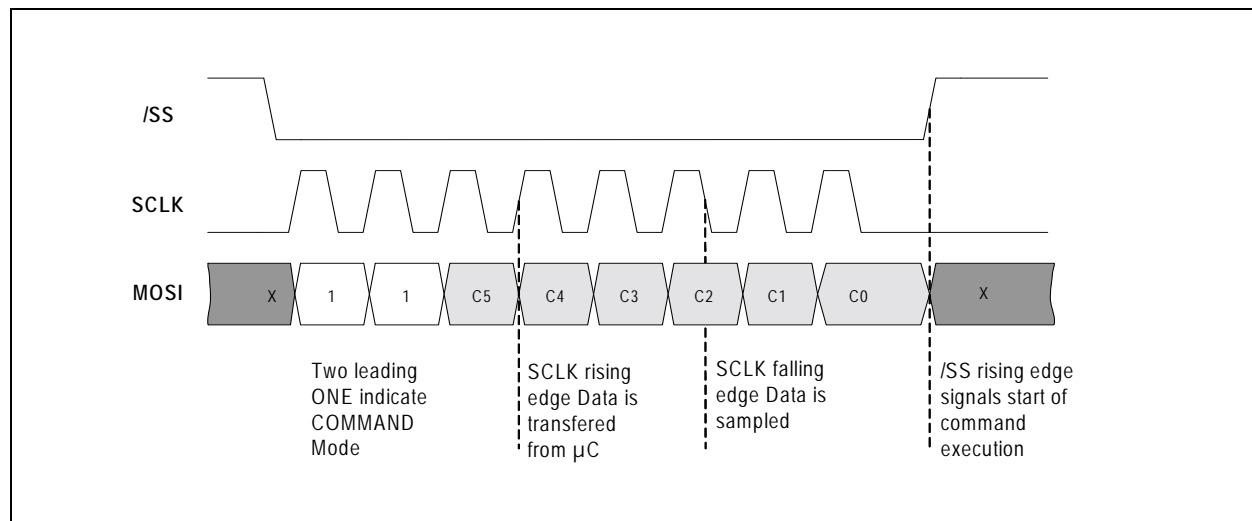 /SS
SCLK
MOSI
X
1
1
C5
C4
C3
C2
C1
C0
X
Two leading
ONE indicate
COMMAND
Mode
SCLK rising
edge Data is
transfered
from µC
SCLK falling
edge Data is
sampled
/SS rising edge
signals start of
command
execution